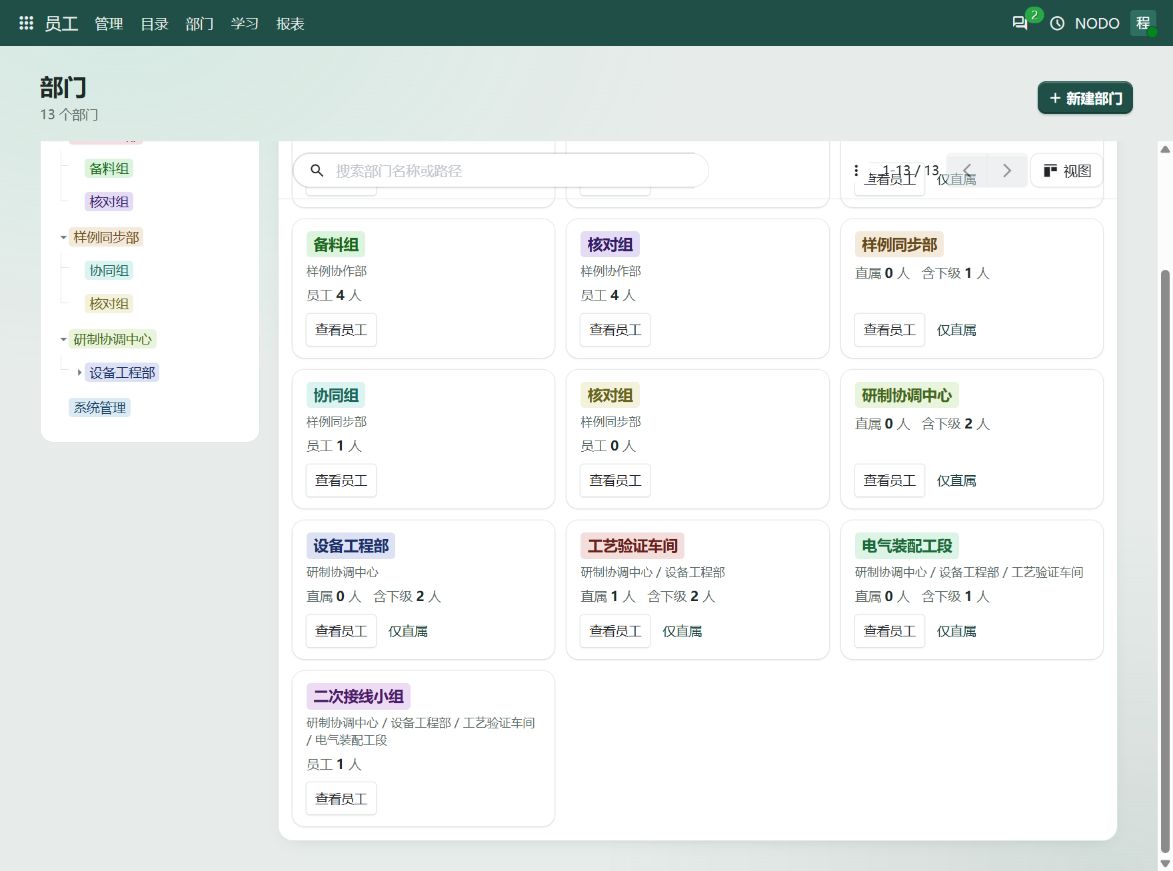 员工 管理 目录 部门 学习 报表 2 NODO 程
部门
13 个部门
+ 新建部门
备料组
核对组
样例同步部
协同组
核对组
研制协调中心
设备工程部
系统管理
搜索部门名称或路径
1-13 / 13
视图
查看员工 仅直属
备料组
样例协作部
员工 4 人
查看员工
核对组
样例协作部
员工 4 人
查看员工
样例同步部
直属 0 人 含下级 1 人
查看员工 仅直属
协同组
样例同步部
员工 1 人
查看员工
核对组
样例同步部
员工 0 人
查看员工
研制协调中心
直属 0 人 含下级 2 人
查看员工 仅直属
设备工程部
研制协调中心
直属 0 人 含下级 2 人
查看员工 仅直属
工艺验证车间
研制协调中心 / 设备工程部
直属 1 人 含下级 2 人
查看员工 仅直属
电气装配工段
研制协调中心 / 设备工程部 / 工艺验证车间
直属 0 人 含下级 1 人
查看员工 仅直属
二次接线小组
研制协调中心 / 设备工程部 / 工艺验证车间
/ 电气装配工段
员工 1 人
查看员工